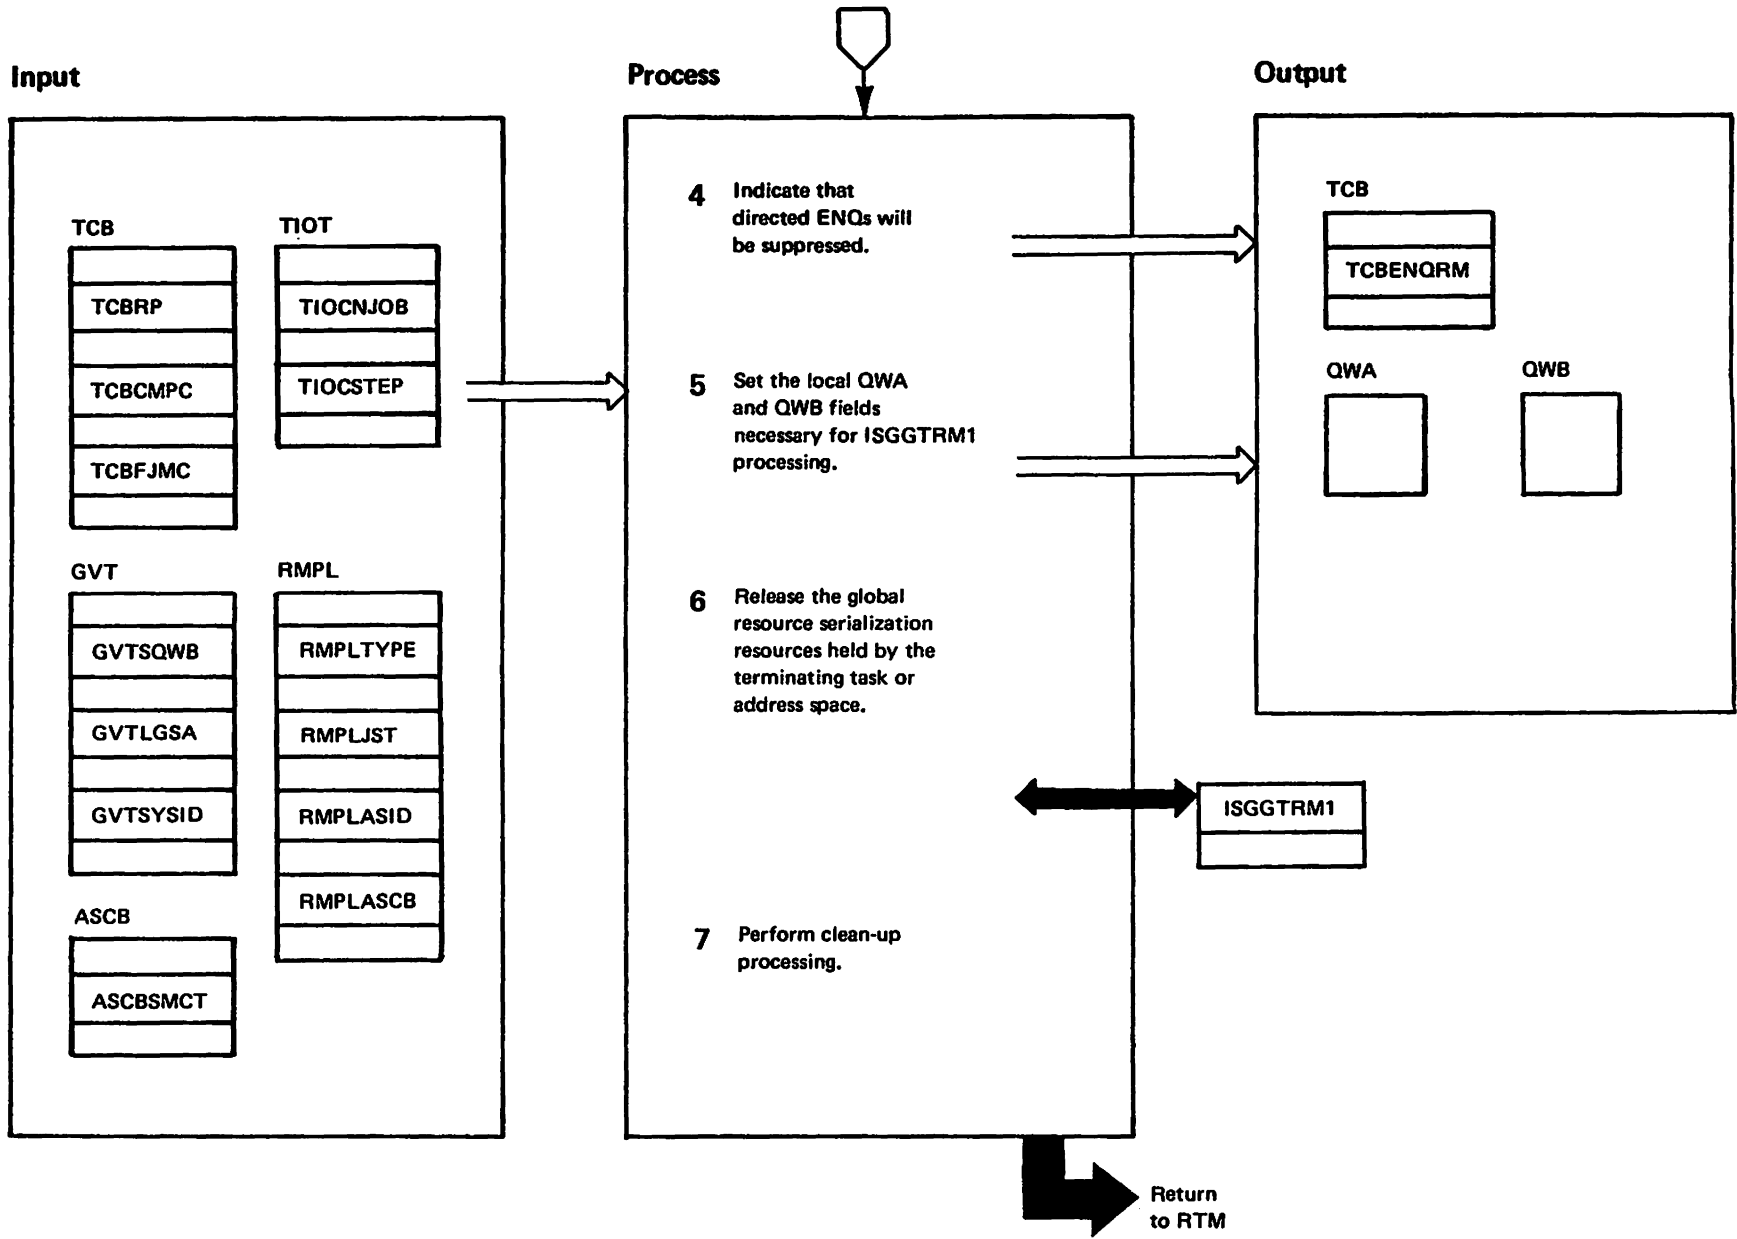 Input
Process
Output
TCB
TCBRP
TCBCMPC
TCBFJMC
TIOT
TIOCNJOB
TIOCSTEP
GVT
GVTSQWB
GVTLGSA
GVTSYSID
RMPL
RMPLTYPE
RMPLJST
RMPLASID
RMPLASCB
ASCB
ASCBSMCT
4 Indicate that
directed ENQs will
be suppressed.
5 Set the local QWA
and QWB fields
necessary for ISGGTRM1
processing.
6 Release the global
resource serialization
resources held by the
terminating task or
address space.
7 Perform clean-up
processing.
TCB
TCBENQRM
QWA
QWB
ISGGTRM1
Return
to RTM